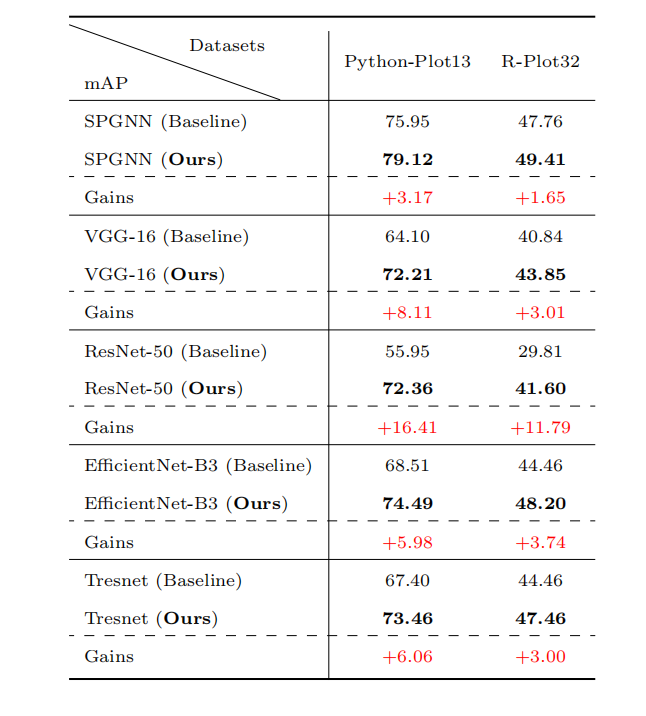 Datasets
mAP
Python-Plot13 R-Plot32
SPGNN (Baseline) 75.95 47.76
SPGNN (Ours) 79.12 49.41
Gains +3.17 +1.65
VGG-16 (Baseline) 64.10 40.84
VGG-16 (Ours) 72.21 43.85
Gains +8.11 +3.01
ResNet-50 (Baseline) 55.95 29.81
ResNet-50 (Ours) 72.36 41.60
Gains +16.41 +11.79
EfficientNet-B3 (Baseline) 68.51 44.46
EfficientNet-B3 (Ours) 74.49 48.20
Gains +5.98 +3.74
Tresnet (Baseline) 67.40 44.46
Tresnet (Ours) 73.46 47.46
Gains +6.06 +3.00